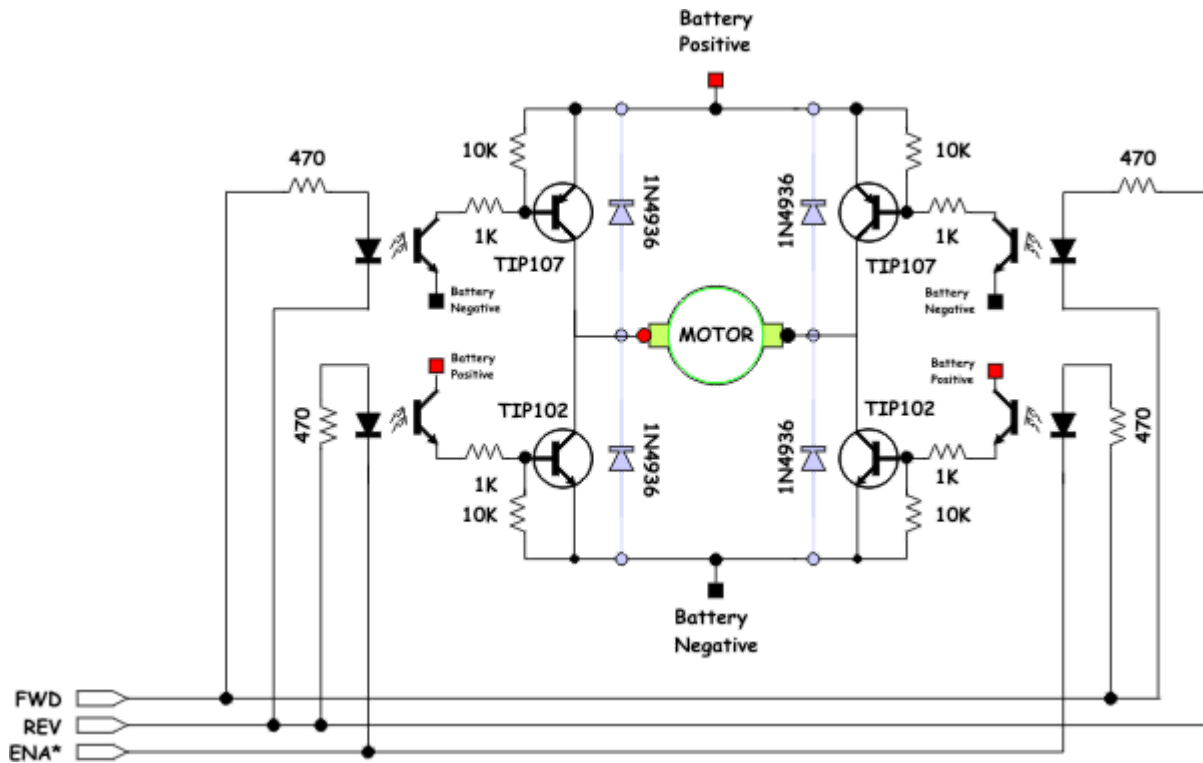 Battery
Positive
470
10K
1N4936
1N4936
10K
470
1K
TIP107
1K
TIP107
Battery
Negative
Battery
Negative
MOTOR
Battery
Positive
Battery
Positive
470
TIP102
TIP102
470
1N4936
1N4936
1K
10K
1K
10K
Battery
Negative
FWD
REV
ENA*